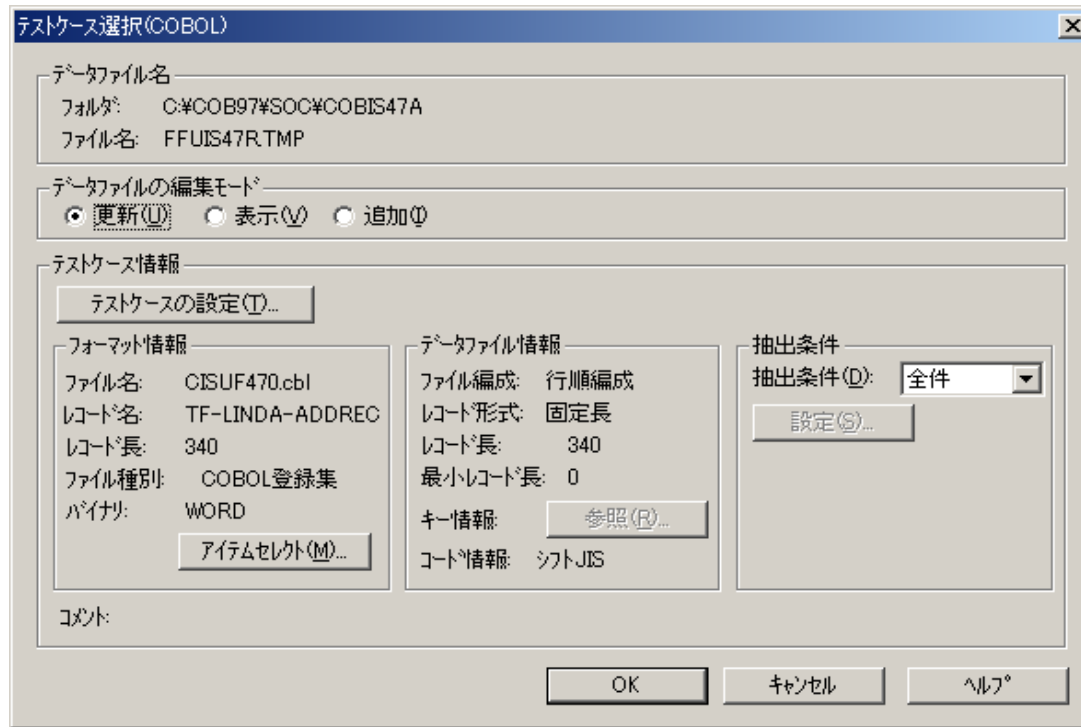 テストケース選択(COBOL)
データファイル名
フォルダ: C:¥COB97¥SOC¥COBIS47A
ファイル名: FFUIS47R.TMP
データファイルの編集モード
更新(U) 表示(V) 追加(I)
テストケース情報
テストケースの設定(T)...
フォーマット情報
ファイル名: CISUF470.cbl
レコード名: TF-LINDA-ADDREC
レコード長: 340
ファイル種別: COBOL登録集
バイナリ: WORD
アイテムセレクト(M)...
データファイル情報
ファイル編成: 行順編成
レコード形式: 固定長
レコード長: 340
最小レコード長: 0
キー情報: 参照(R)...
コード情報: シフトJIS
抽出条件
抽出条件(D): 全件
設定(S)...
コメント:
OK キャンセル ヘルプ